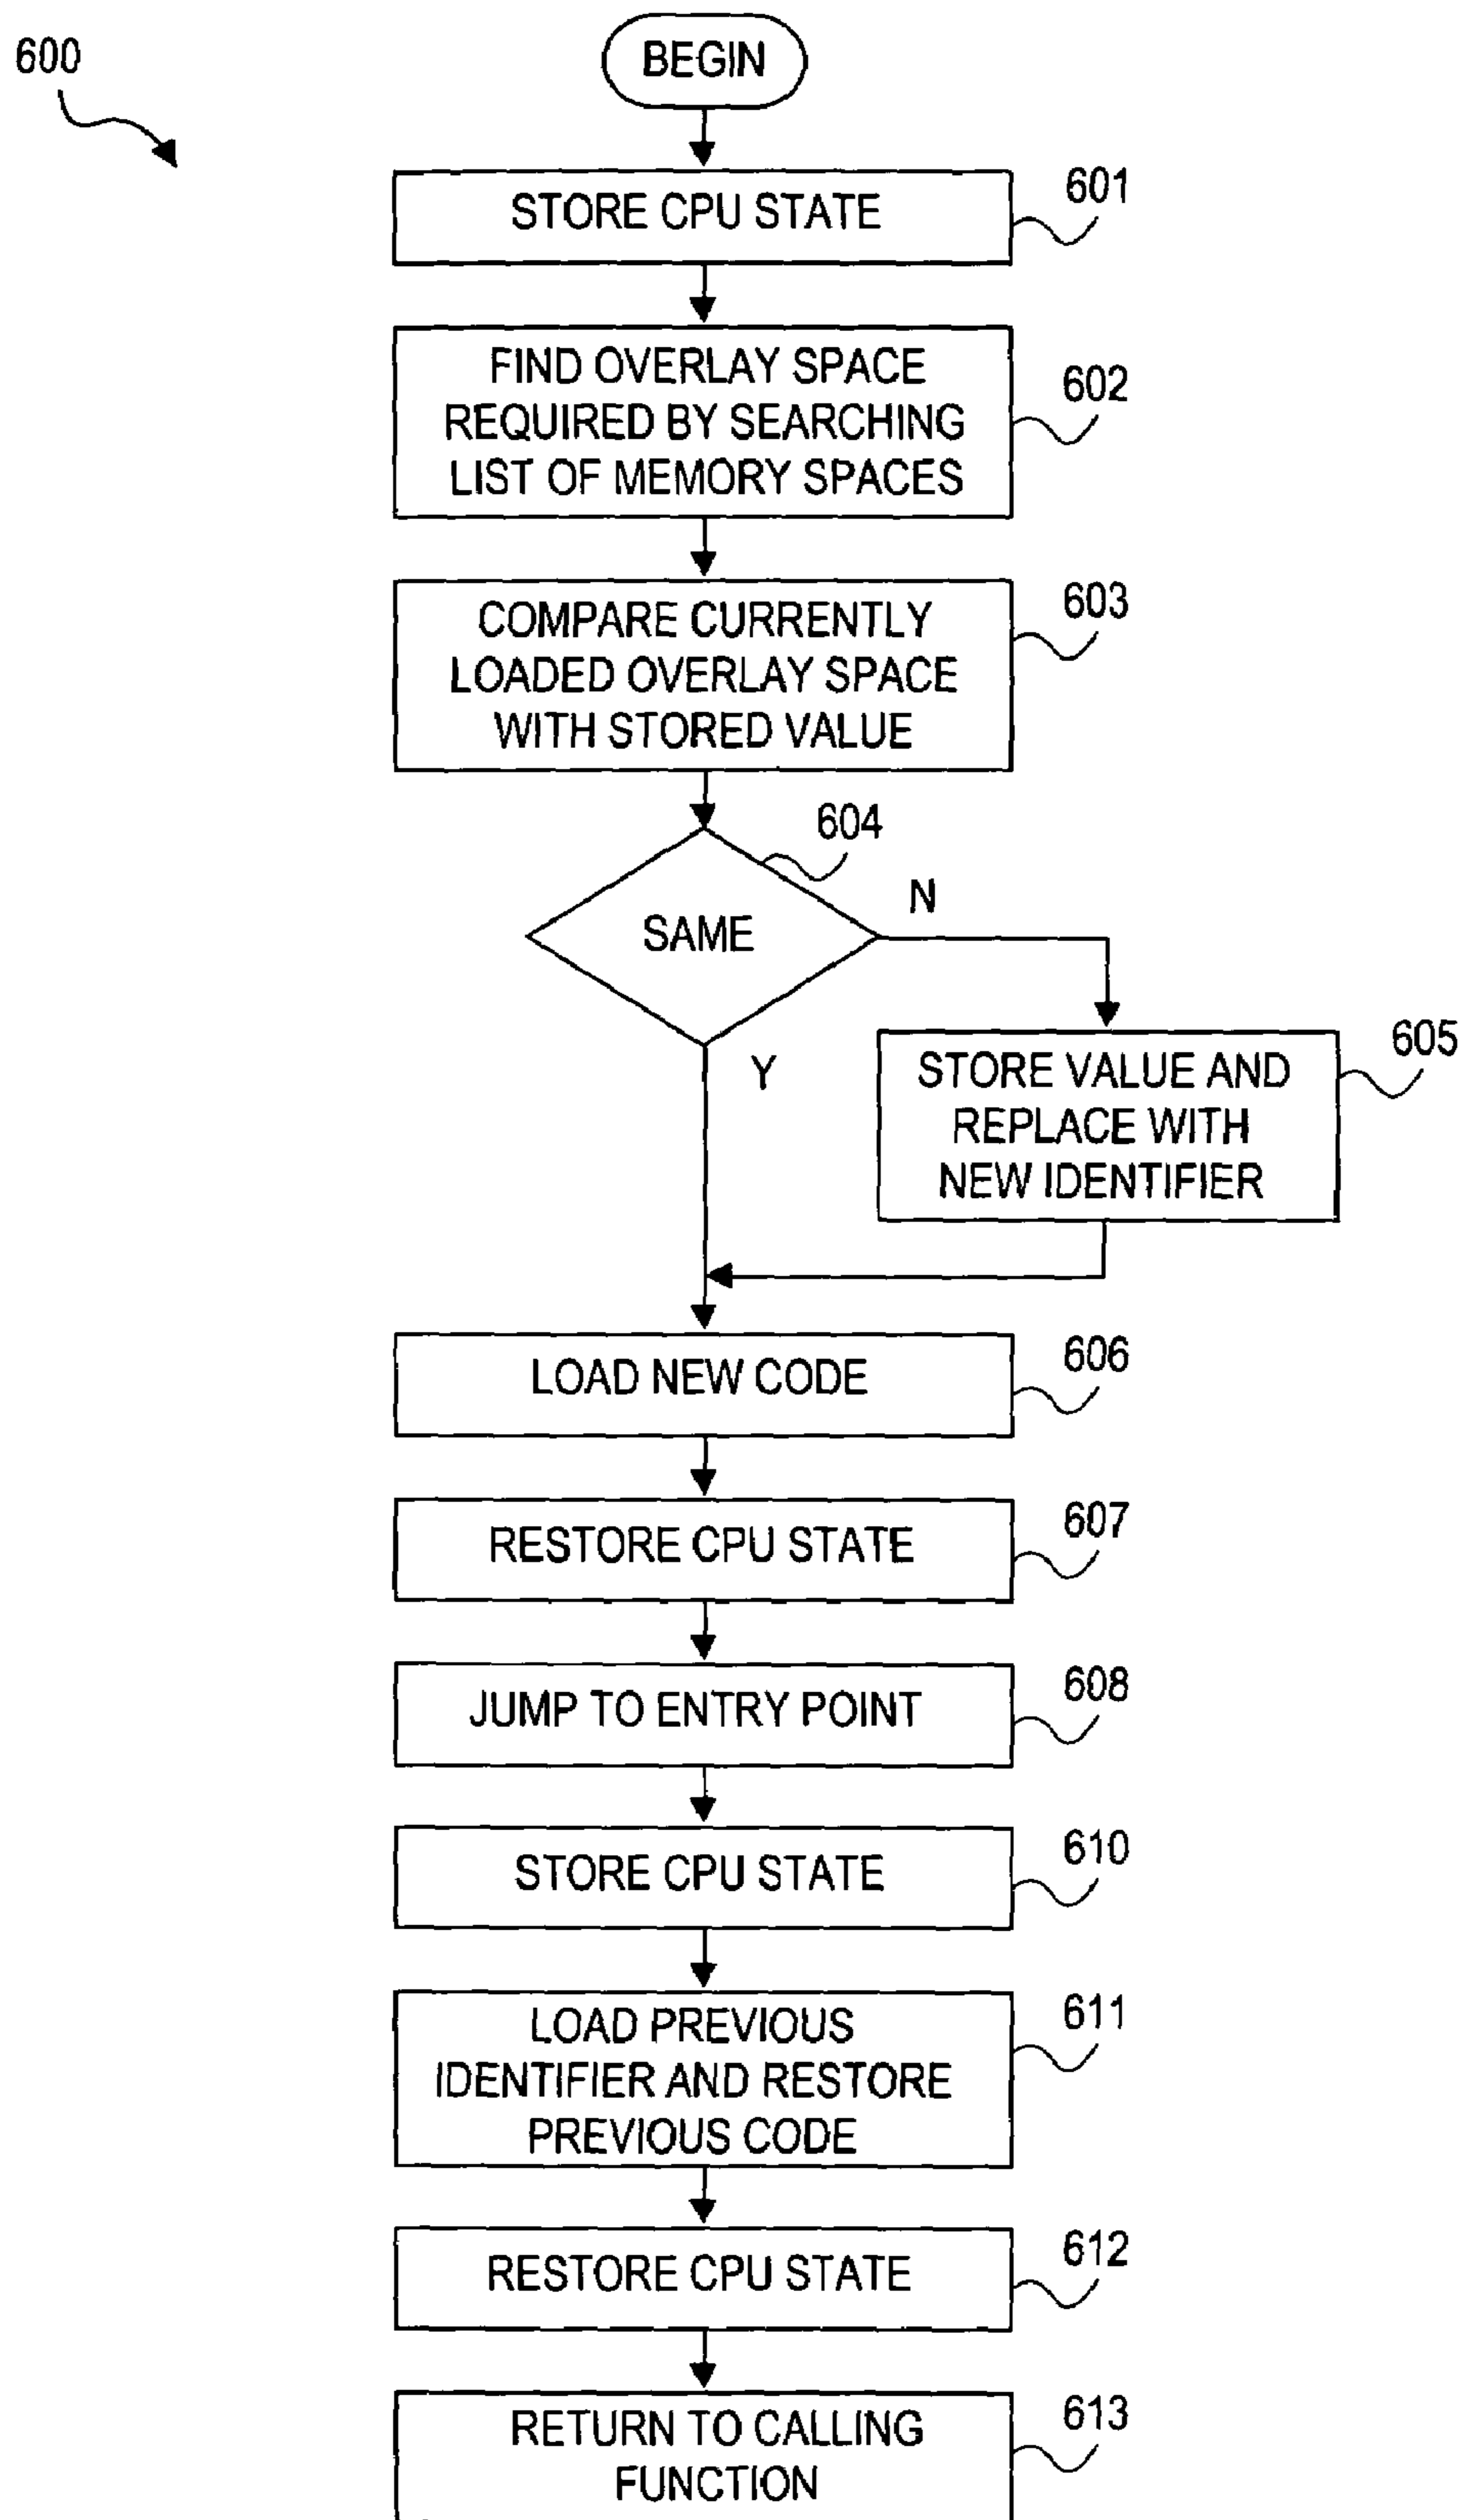 600
BEGIN
STORE CPU STATE
601
FIND OVERLAY SPACE
REQUIRED BY SEARCHING
LIST OF MEMORY SPACES
602
COMPARE CURRENTLY
LOADED OVERLAY SPACE
WITH STORED VALUE
603
604
SAME
N
Y
STORE VALUE AND
REPLACE WITH
NEW IDENTIFIER
605
LOAD NEW CODE
606
RESTORE CPU STATE
607
JUMP TO ENTRY POINT
608
STORE CPU STATE
610
LOAD PREVIOUS
IDENTIFIER AND RESTORE
PREVIOUS CODE
611
RESTORE CPU STATE
612
RETURN TO CALLING
FUNCTION
613